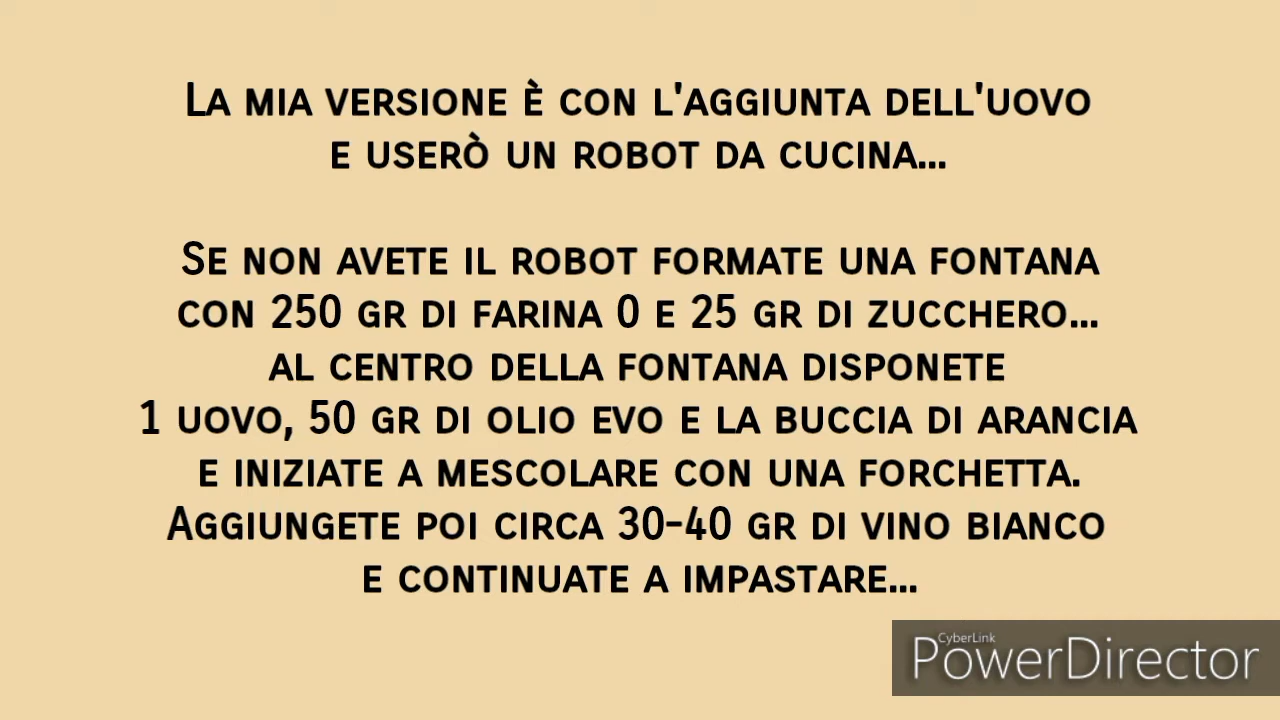 La mia versione è con l'aggiunta dell'uovo
e userò un robot da cucina...
Se non avete il robot formate una fontana
con 250 gr di farina 0 e 25 gr di zucchero...
al centro della fontana disponete
1 uovo, 50 gr di olio evo e la buccia di arancia
e iniziate a mescolare con una forchetta.
Aggiungete poi circa 30-40 gr di vino bianco
e continuate a impastare...
CyberLink
PowerDirector